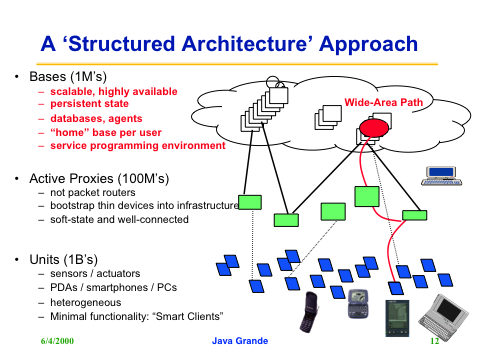 A ‘Structured Architecture’ Approach
• Bases (1M’s)
– scalable, highly available
– persistent state
– databases, agents
– “home” base per user
– service programming environment
Wide-Area Path
• Active Proxies (100M’s)
– not packet routers
– bootstrap thin devices into infrastructure
– soft-state and well-connected
• Units (1B’s)
– sensors / actuators
– PDAs / smartphones / PCs
– heterogeneous
– Minimal functionality: “Smart Clients”
6/4/2000
Java Grande
12